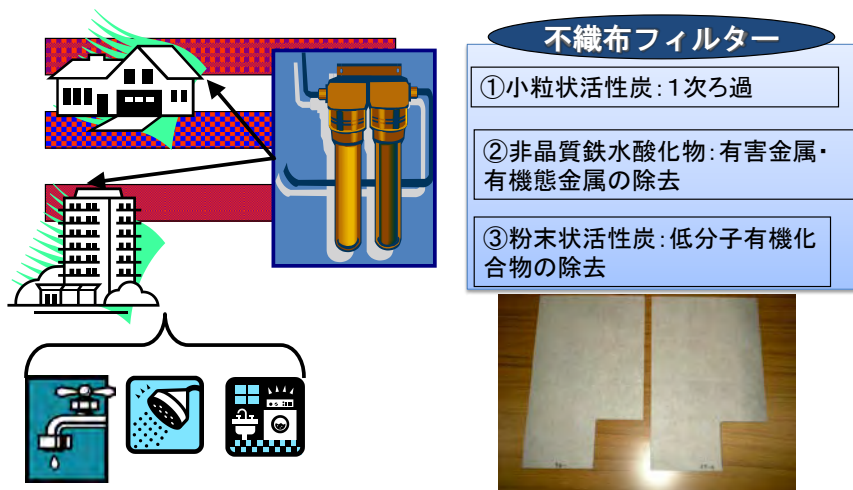 不織布フィルター
①小粒状活性炭：１次ろ過
②非晶質鉄水酸化物：有害金属・
有機態金属の除去
③粉末状活性炭：低分子有機化
合物の除去